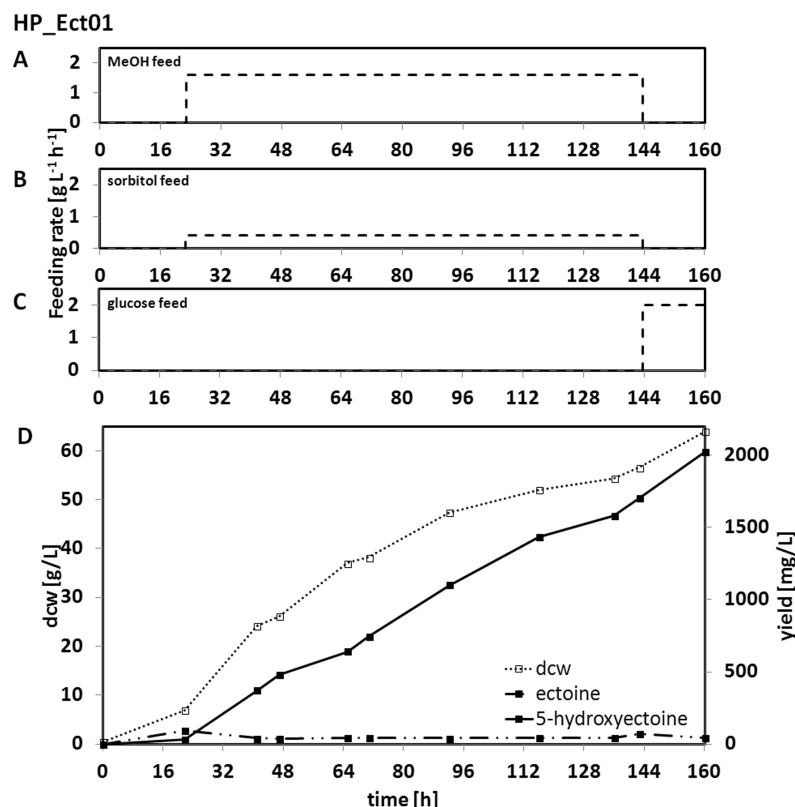 HP_Ect01
A
MeOH feed
2
1
0
0 16 32 48 64 80 96 112 128 144 160
B
sorbitol feed
2
1
0
0 16 32 48 64 80 96 112 128 144 160
C
glucose feed
2
1
0
0 16 32 48 64 80 96 112 128 144 160
Feeding rate [g L⁻¹ h⁻¹)
D
60
50
40
30
20
10
0
dcw [g/L]
2000
1500
1000
500
0
yield [mg/L]
dcw
ectoine
5-hydroxyectoine
0 16 32 48 64 80 96 112 128 144 160
time [h]